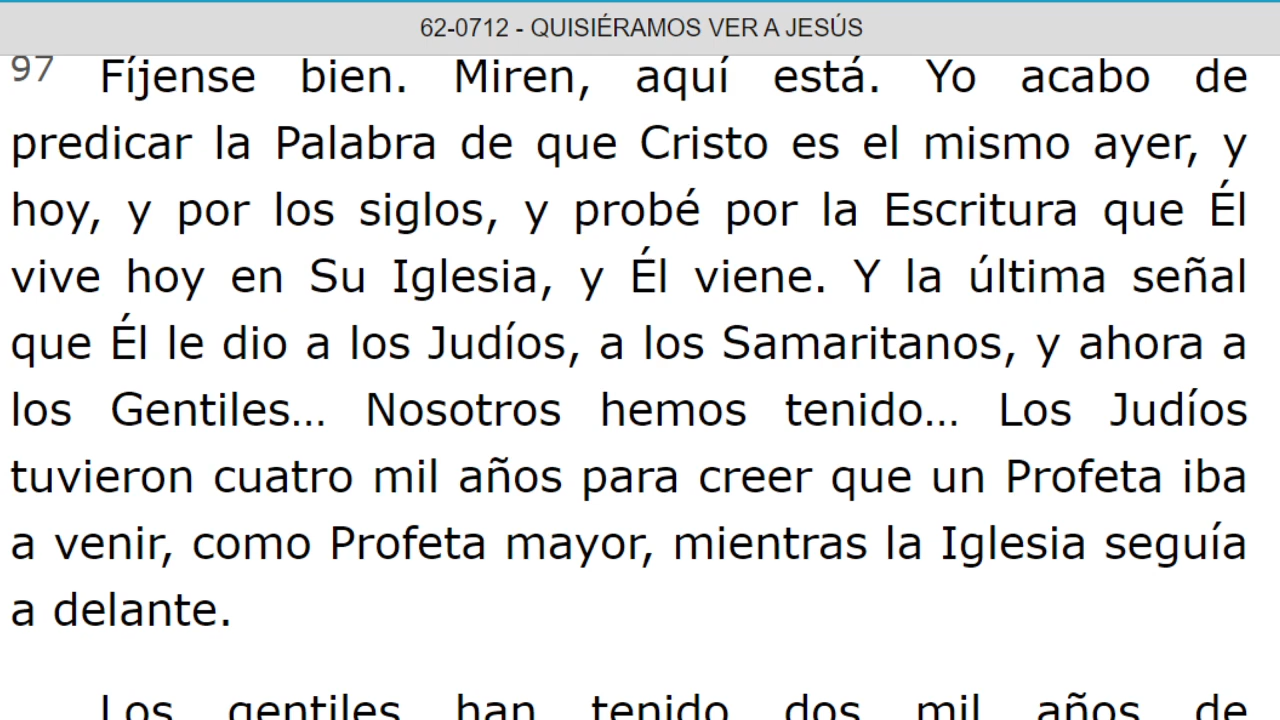 62-0712 - QUISIÉRAMOS VER A JESÚS
97 Fíjense bien. Miren, aquí está. Yo acabo de
predicar la Palabra de que Cristo es el mismo ayer, y
hoy, y por los siglos, y probé por la Escritura que Él
vive hoy en Su Iglesia, y Él viene. Y la última señal
que Él le dio a los Judíos, a los Samaritanos, y ahora a
los Gentiles... Nosotros hemos tenido... Los Judíos
tuvieron cuatro mil años para creer que un Profeta iba
a venir, como Profeta mayor, mientras la Iglesia seguía
a delante.
Los gentiles han tenido dos mil años de